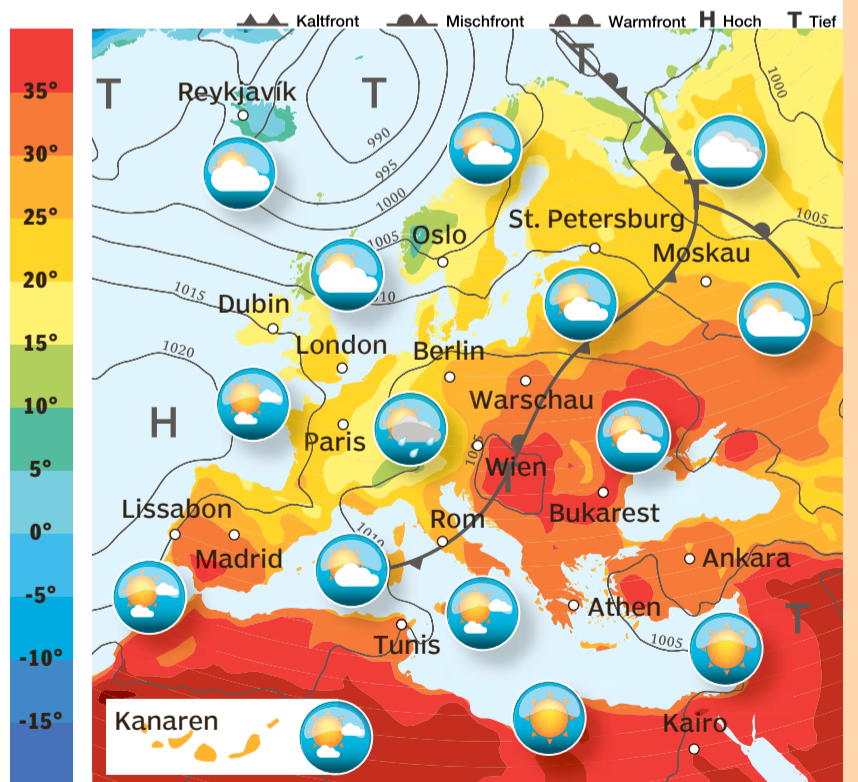 Kaltfront Mischfront Warmfront H Hoch T Tief
35°
30°
25°
20°
15°
10°
5°
0°
-5°
-10°
-15°
T
T
T
Reykjavík
1000
990
995
1000
T
1005
Oslo
St. Petersburg
1005
Moskau
1015
010
Dubin
London
Berlin
1020
Warschau
H
Paris
1005
Wien
T
Lissabon
Bukarest
Rom
1010
Madrid
Ankara
Athen
T
Tunis
1005
Kanaren
Kairo